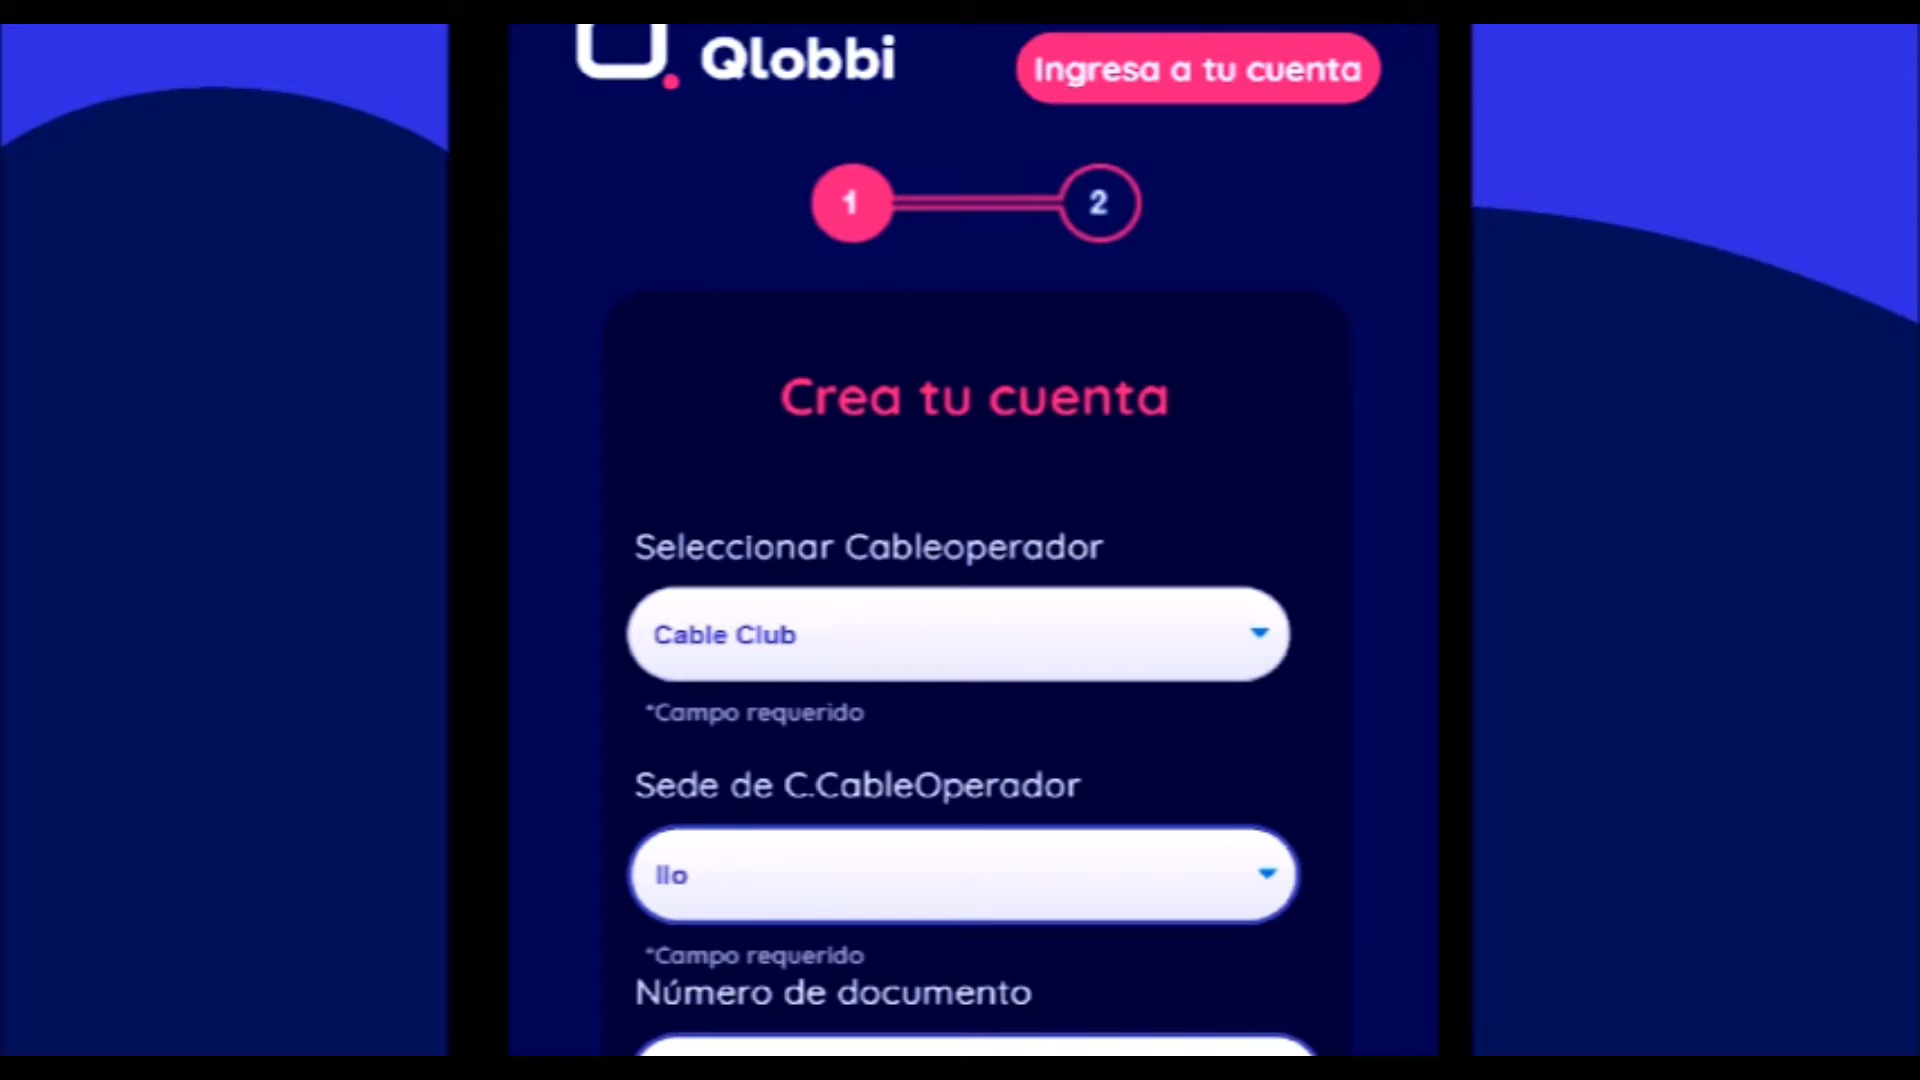 Qlobbi
Ingresa a tu cuenta
1
2
Crea tu cuenta
Seleccionar Cableoperador
Cable Club
*Campo requerido
Sede de C.CableOperador
Ilo
*Campo requerido
Número de documento